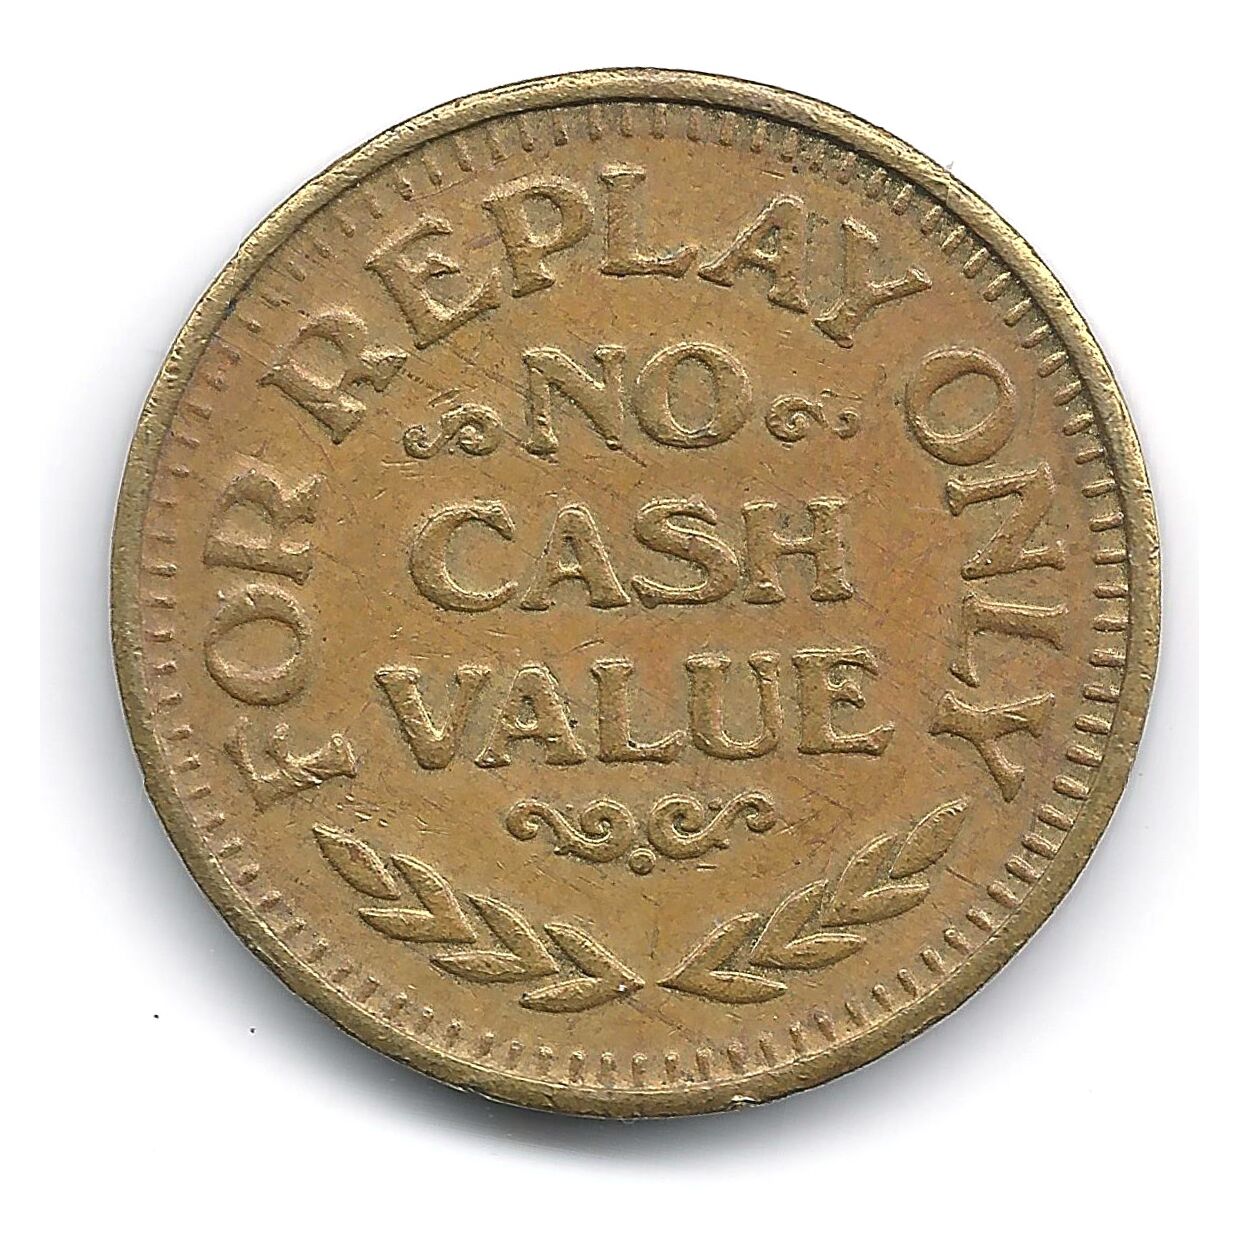 FOR REPLAY ONLY
NO
CASH
VALUE